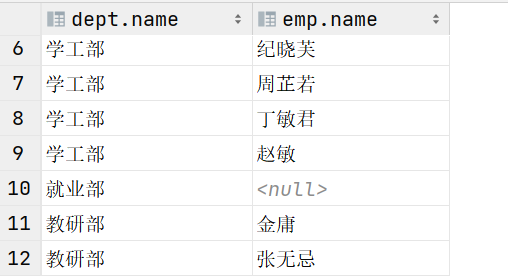 dept.name emp.name
6 学工部 纪晓芙
7 学工部 周芷若
8 学工部 丁敏君
9 学工部 赵敏
10 就业部 <null>
11 教研部 金庸
12 教研部 张无忌